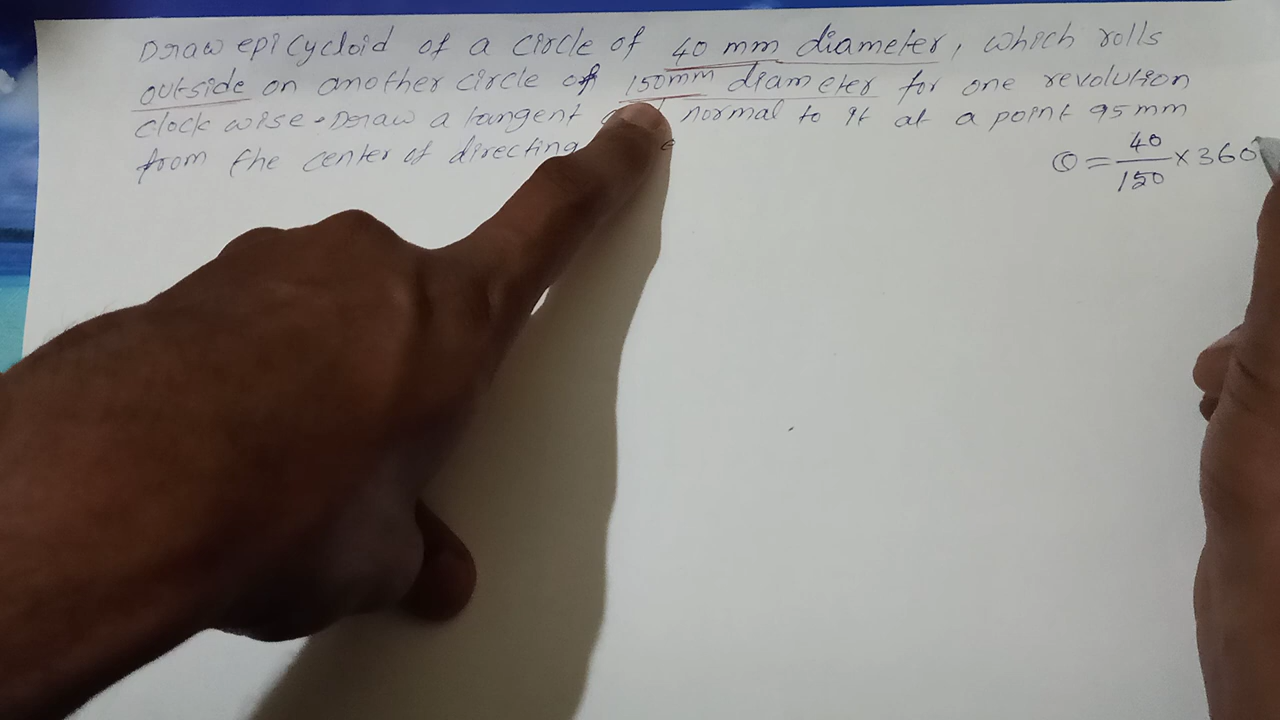 Draw epicycloid of a circle of 40 mm diameter, which rolls
outside on another circle of 150mm diameter for one revolution
clock wise. Draw a tangent normal to it at a point 95mm
from the center of directing
θ = 40/150 × 360